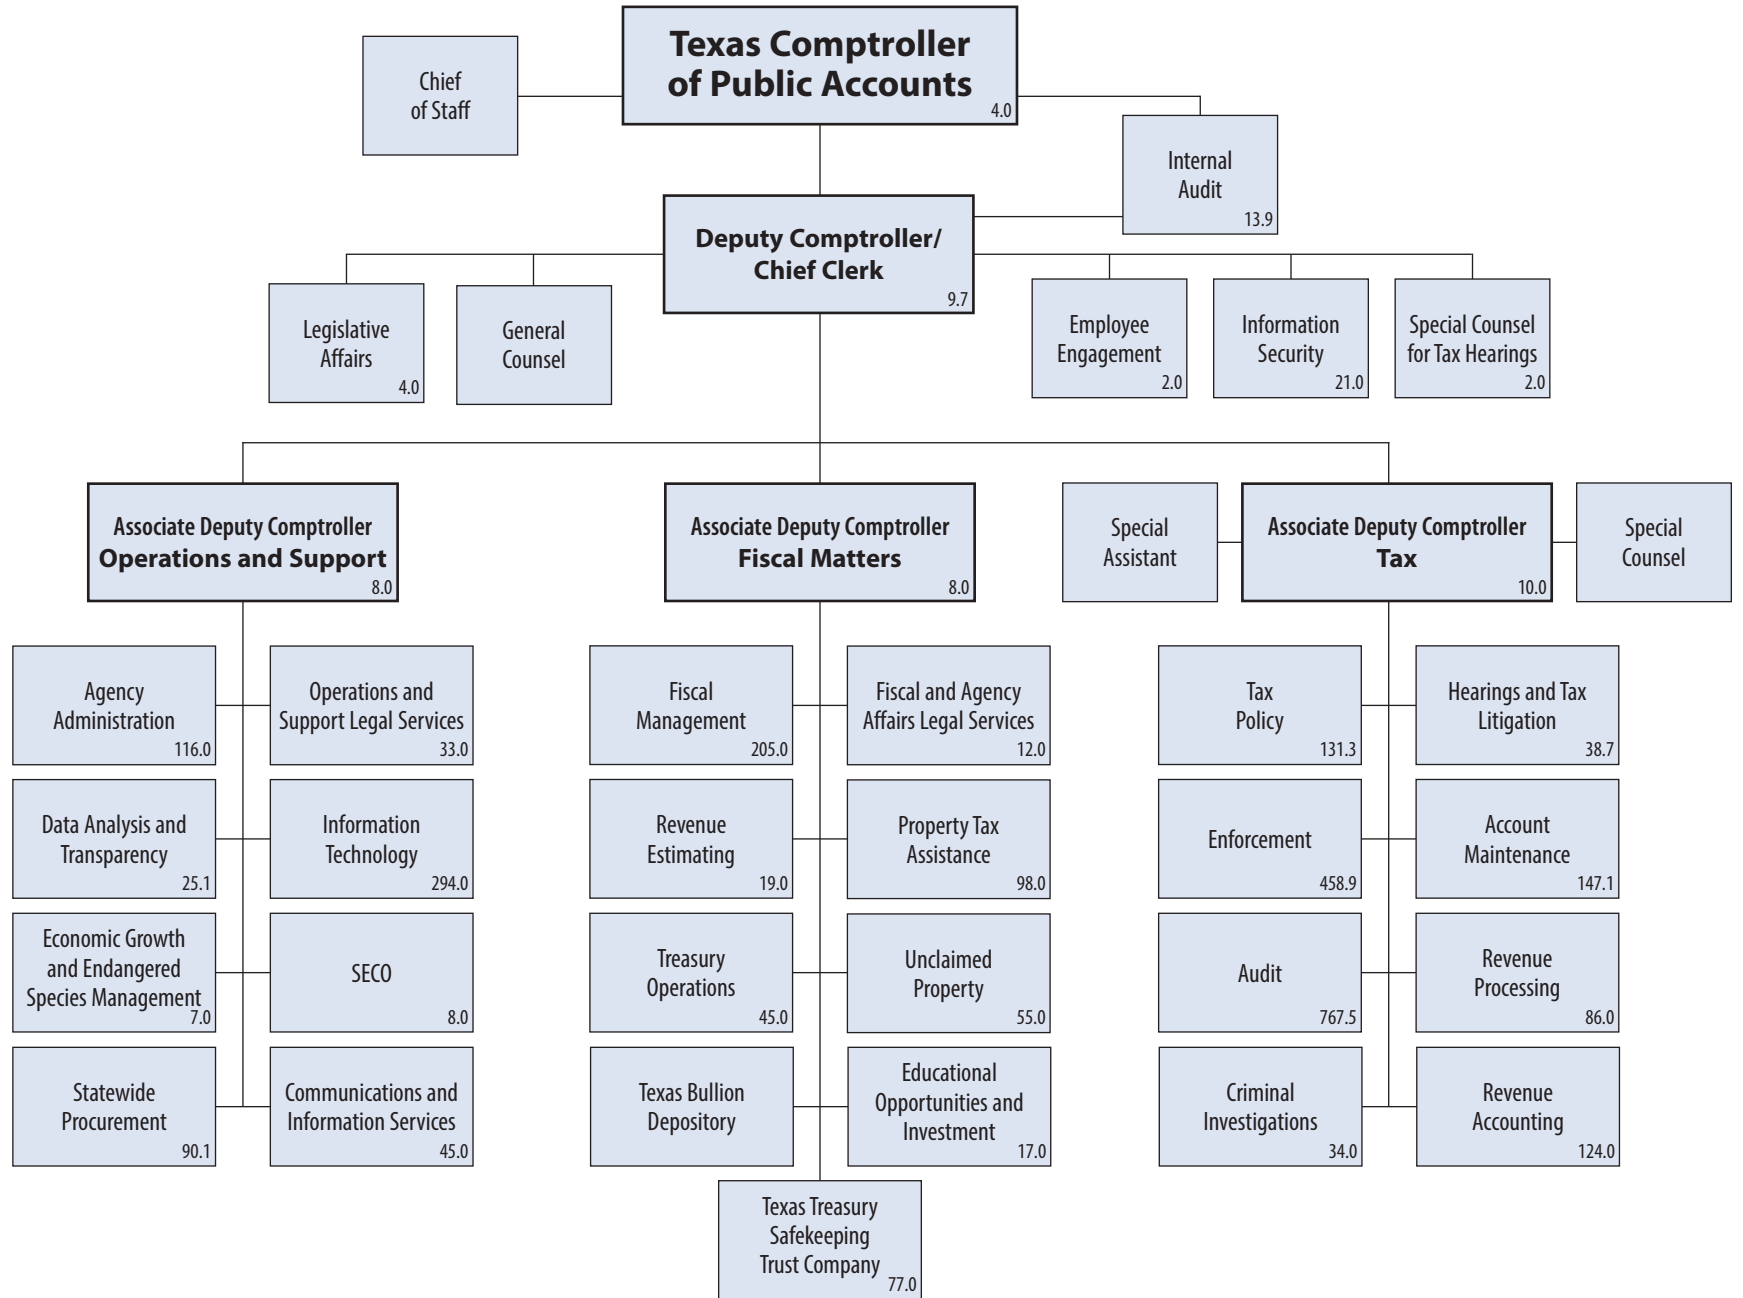 Texas Comptroller
of Public Accounts
4.0
Chief
of Staff
Internal
Audit
13.9
Deputy Comptroller/
Chief Clerk
9.7
Legislative
Affairs
4.0
General
Counsel
Employee
Engagement
2.0
Information
Security
21.0
Special Counsel
for Tax Hearings
2.0
Associate Deputy Comptroller
Operations and Support
8.0
Associate Deputy Comptroller
Fiscal Matters
8.0
Special
Assistant
Associate Deputy Comptroller
Tax
10.0
Special
Counsel
Agency
Administration
116.0
Operations and
Support Legal Services
33.0
Data Analysis and
Transparency
25.1
Information
Technology
294.0
Economic Growth
and Endangered
Species Management
7.0
SECO
8.0
Statewide
Procurement
90.1
Communications and
Information Services
45.0
Fiscal
Management
205.0
Fiscal and Agency
Affairs Legal Services
12.0
Revenue
Estimating
19.0
Property Tax
Assistance
98.0
Treasury
Operations
45.0
Unclaimed
Property
55.0
Texas Bullion
Depository
Educational
Opportunities and
Investment
17.0
Texas Treasury
Safekeeping
Trust Company
77.0
Tax
Policy
131.3
Hearings and Tax
Litigation
38.7
Enforcement
458.9
Account
Maintenance
147.1
Audit
767.5
Revenue
Processing
86.0
Criminal
Investigations
34.0
Revenue
Accounting
124.0